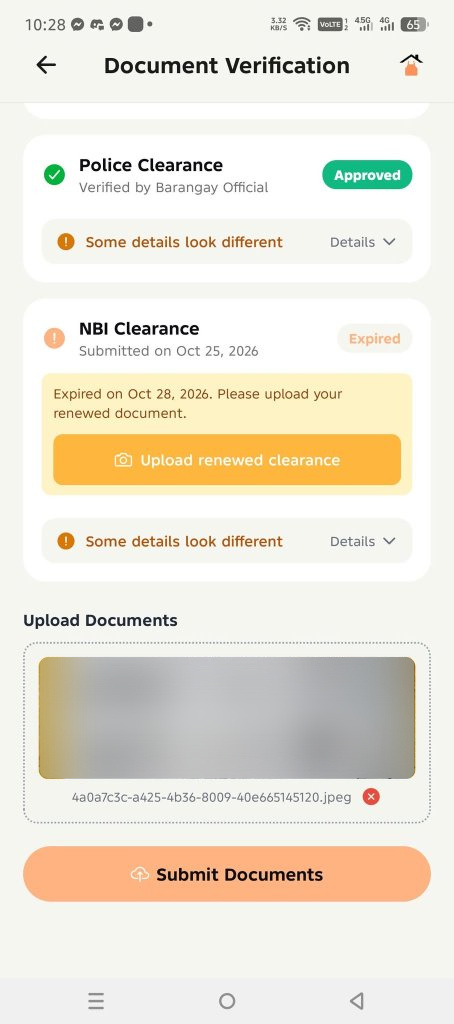 10:28
3.32 KB/S VoLTE 1 2 4.5G 4G 65
Document Verification
Police Clearance
Approved
Verified by Barangay Official
Some details look different
Details
NBI Clearance
Expired
Submitted on Oct 25, 2026
Expired on Oct 28, 2026. Please upload your
renewed document.
Upload renewed clearance
Some details look different
Details
Upload Documents
4a0a7c3c-a425-4b36-8009-40e665145120.jpeg
Submit Documents